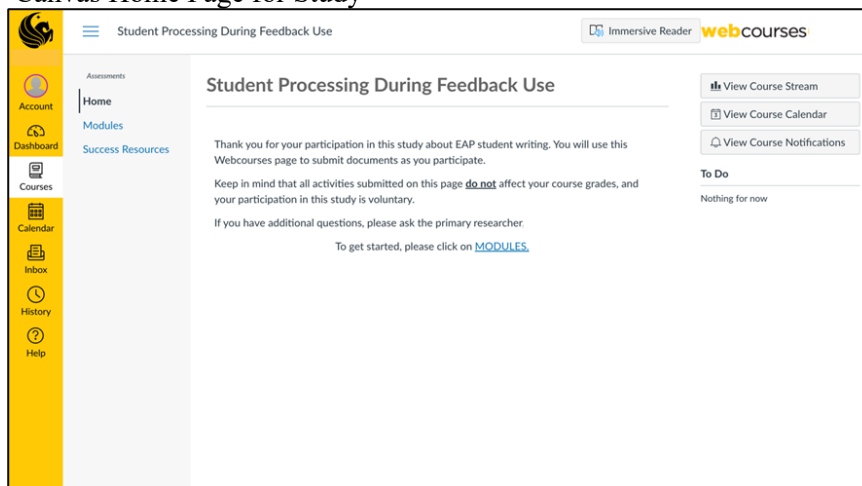 Canvas Home Page for Study
Student Processing During Feedback Use
Immersive Reader
webcourses
Account
Dashboard
Courses
Calendar
Inbox
History
Help
Assessments
Home
Modules
Success Resources
Student Processing During Feedback Use
Thank you for your participation in this study about EAP student writing. You will use this
Webcourses page to submit documents as you participate.
Keep in mind that all activities submitted on this page do not affect your course grades, and
your participation in this study is voluntary.
If you have additional questions, please ask the primary researcher
To get started, please click on MODULES.
View Course Stream
View Course Calendar
View Course Notifications
To Do
Nothing for now